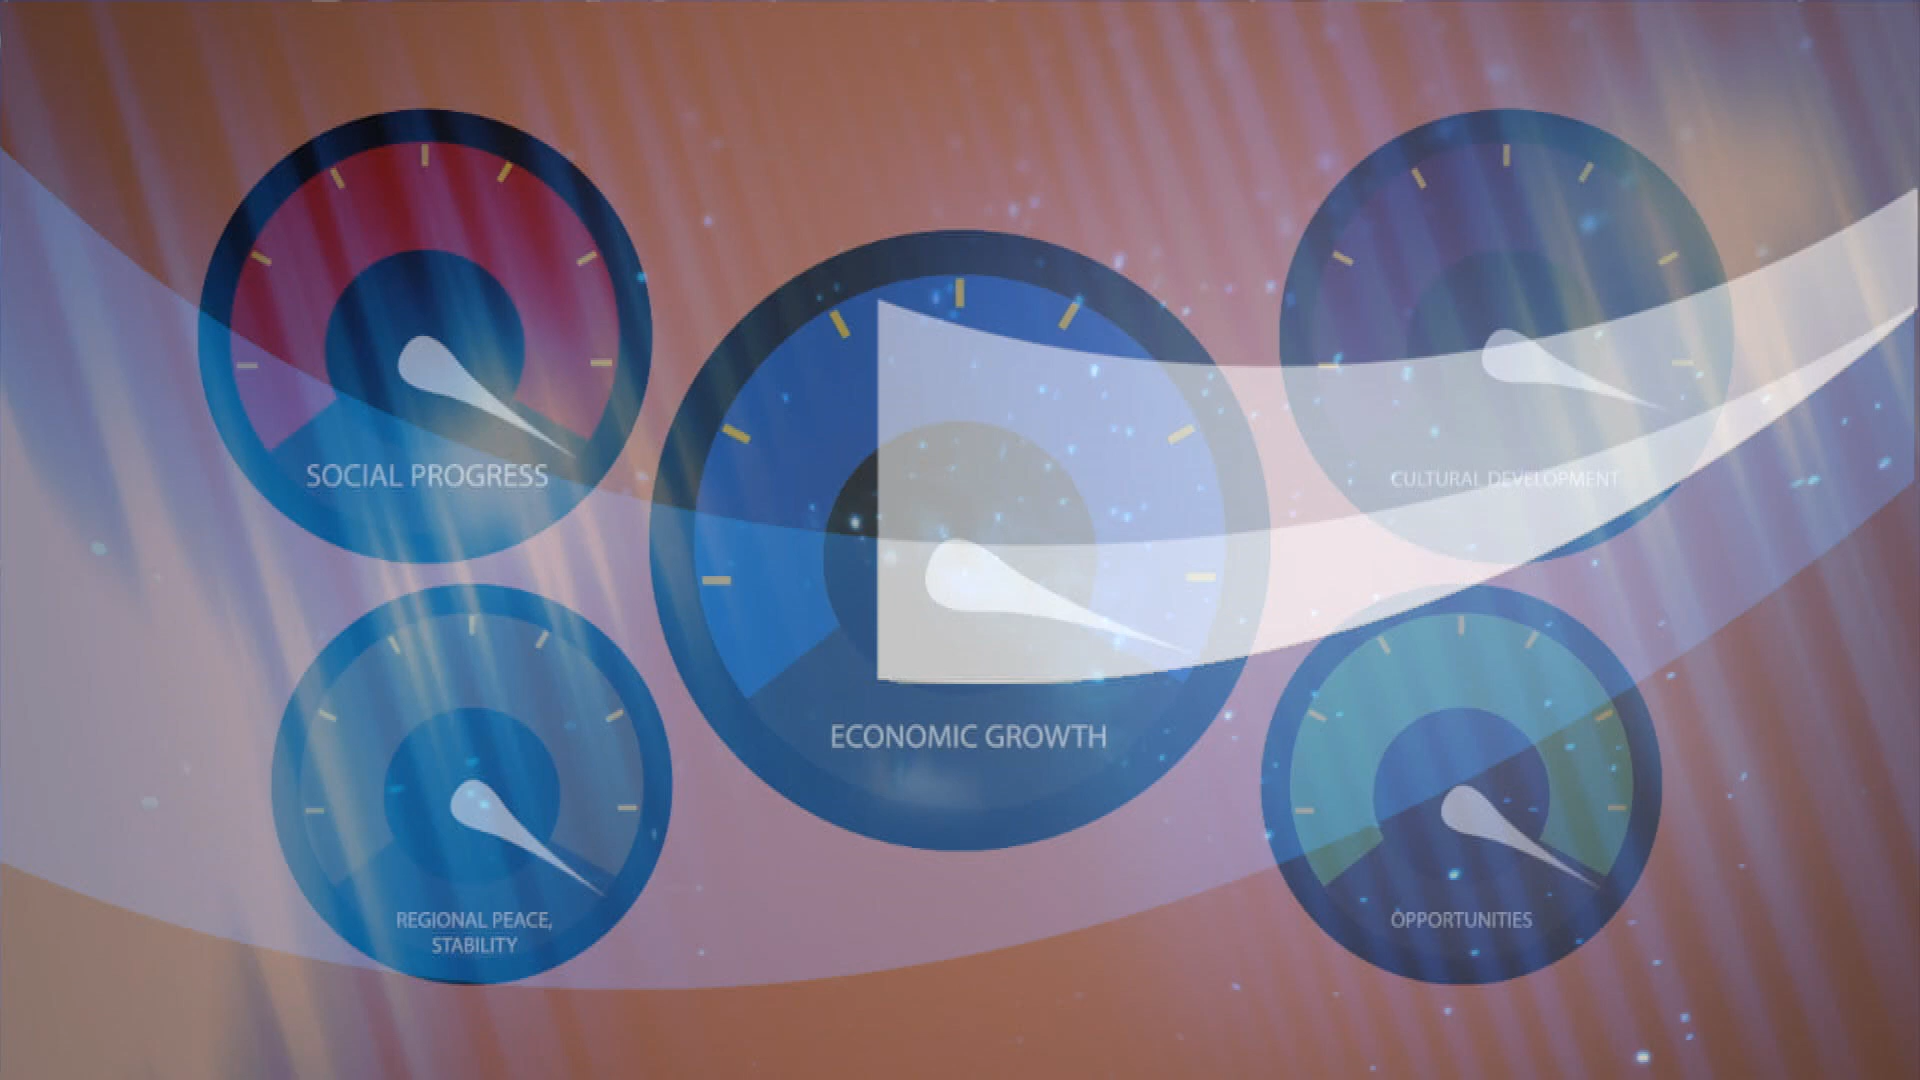 SOCIAL PROGRESS
CULTURAL DEVELOPMENT
ECONOMIC GROWTH
REGIONAL PEACE,
STABILITY
OPPORTUNITIES